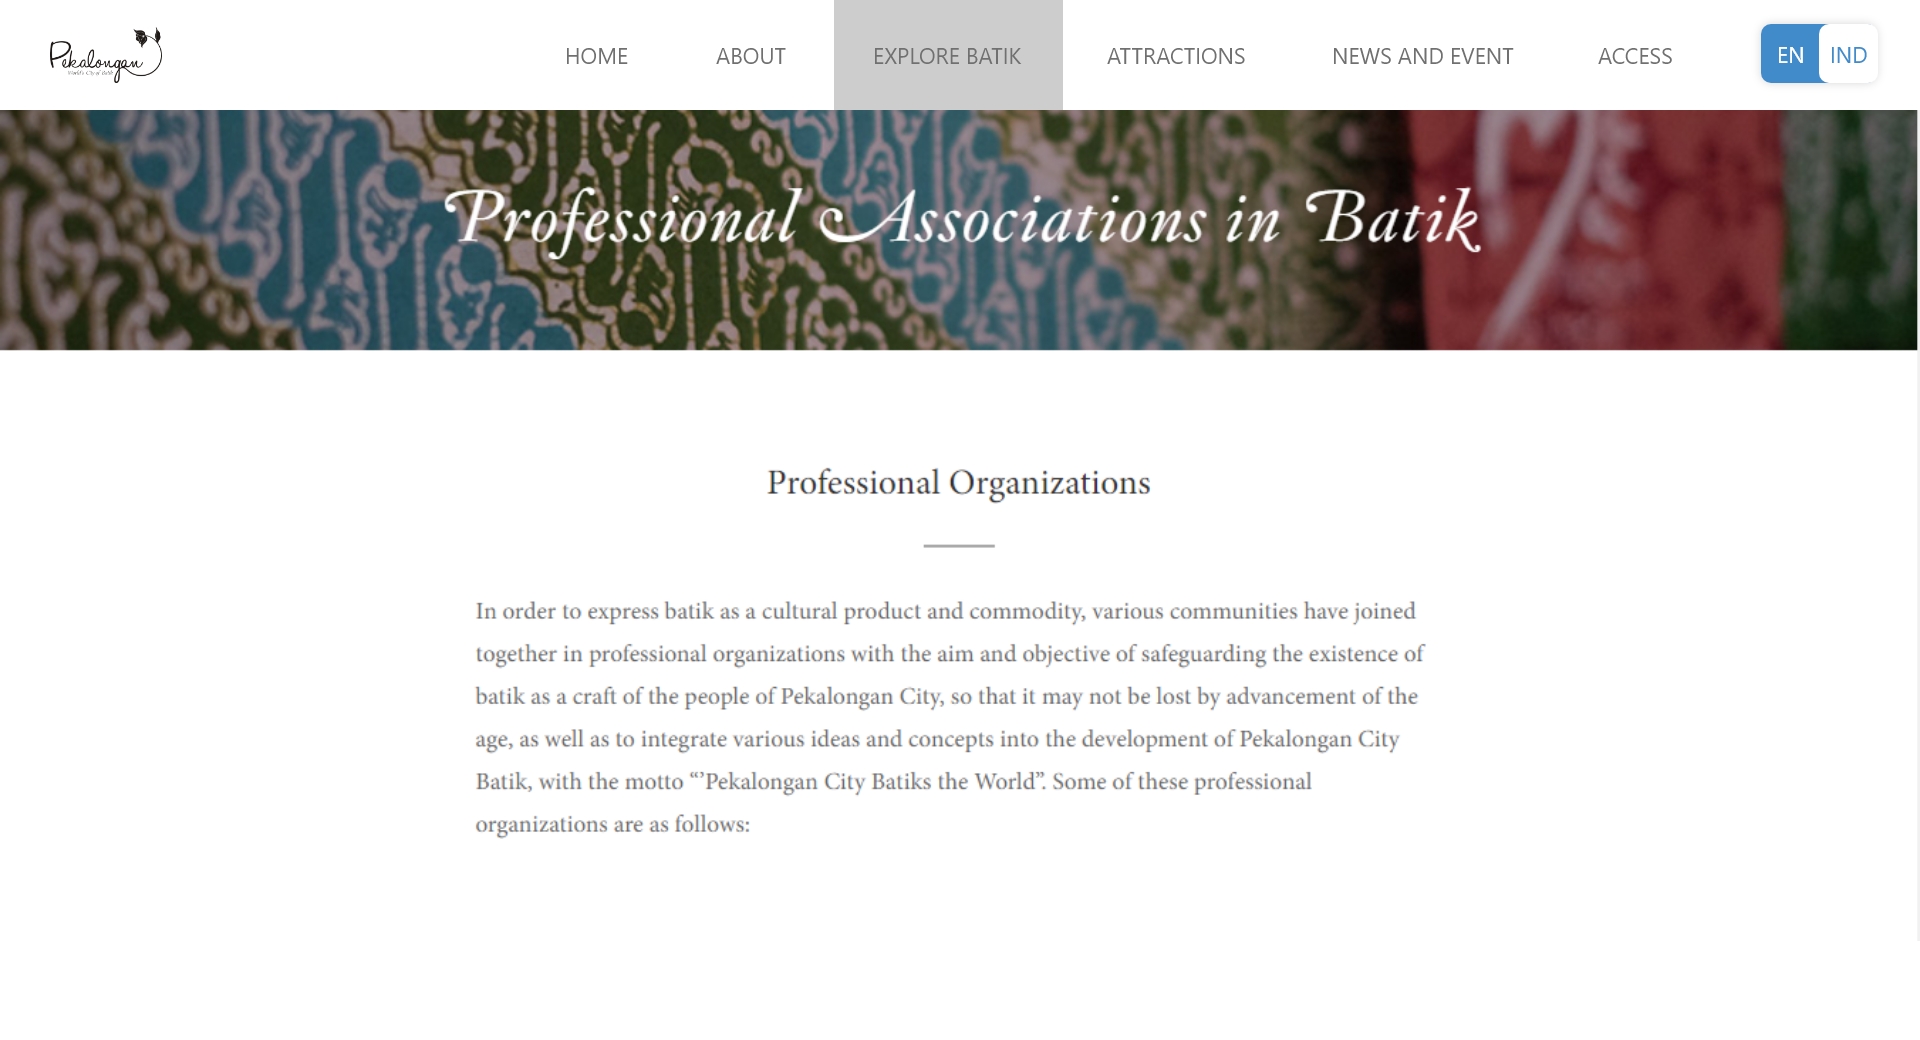 Pekalongan
World's City of Batik
HOME
ABOUT
EXPLORE BATIK
ATTRACTIONS
NEWS AND EVENT
ACCESS
EN
IND
Professional Associations in Batik
Professional Organizations
In order to express batik as a cultural product and commodity, various communities have joined
together in professional organizations with the aim and objective of safeguarding the existence of
batik as a craft of the people of Pekalongan City, so that it may not be lost by advancement of the
age, as well as to integrate various ideas and concepts into the development of Pekalongan City
Batik, with the motto “’Pekalongan City Batiks the World”. Some of these professional
organizations are as follows: